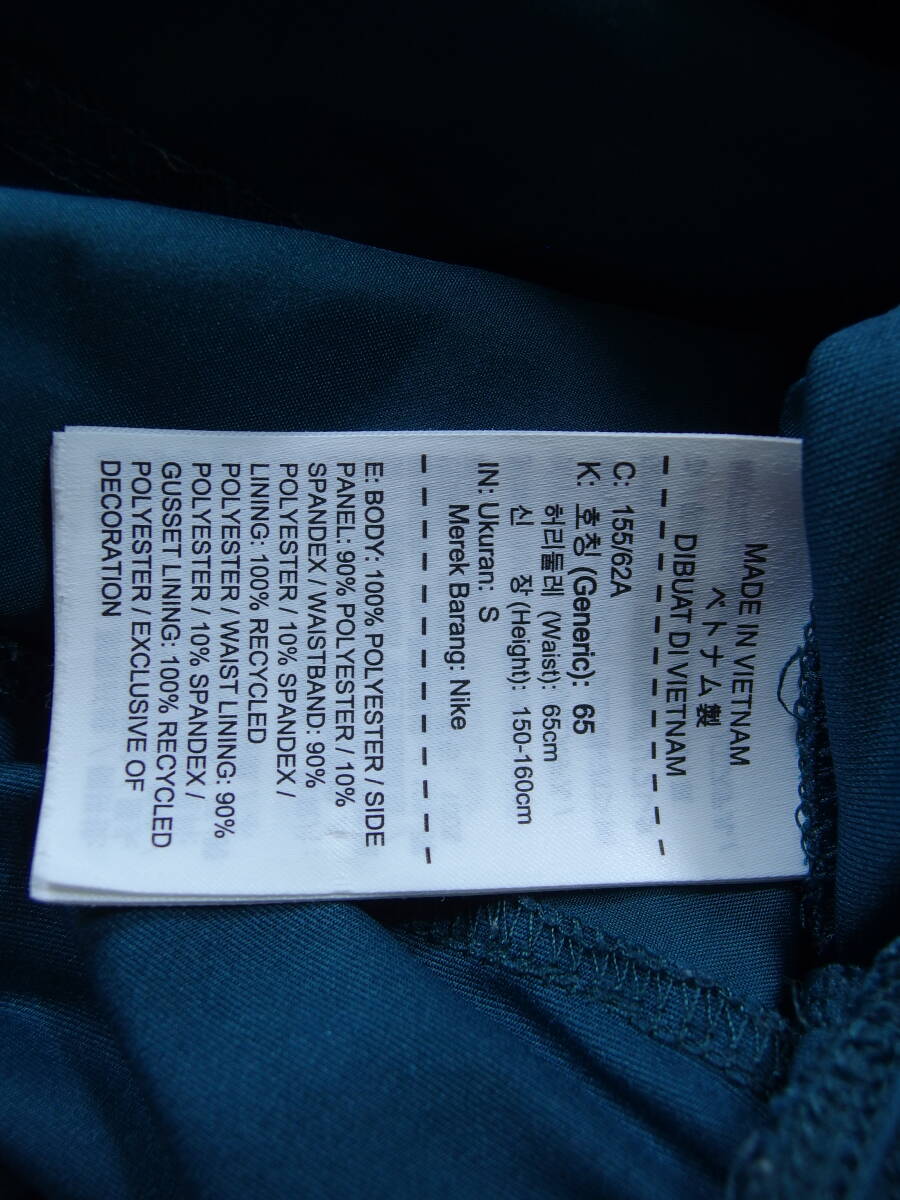 MADE IN VIETNAM
ベトナム製
DIBUAT DI VIETNAM
C: 155/62A
K: 호칭 (Generic): 65
허리둘레 (Waist): 65cm
신 장 (Height): 150-160cm
IN: Ukuran: S
Merek Barang: Nike
E: BODY: 100% POLYESTER / SIDE
PANEL: 90% POLYESTER / 10%
SPANDEX / WAISTBAND: 90%
POLYESTER / 10% SPANDEX /
LINING: 100% RECYCLED
POLYESTER / WAIST LINING: 90%
POLYESTER / 10% SPANDEX /
GUSSET LINING: 100% RECYCLED
POLYESTER / EXCLUSIVE OF
DECORATION